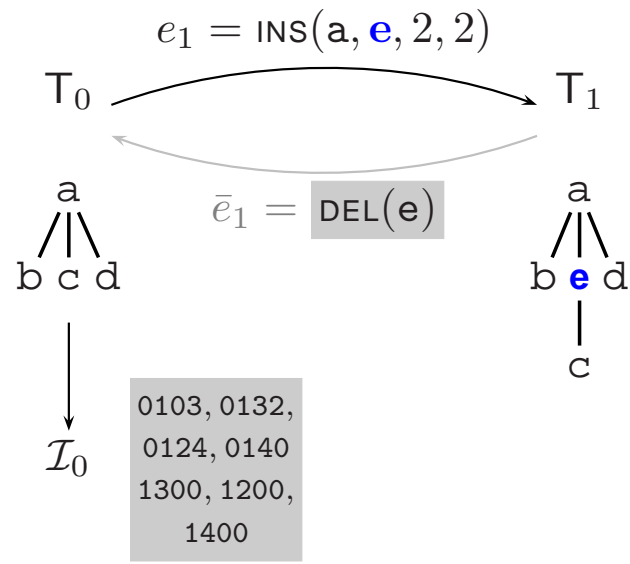 e₁ = INS(a, e, 2, 2)
T₀ T₁
ē₁ = DEL(e)
a a
b c d b e d
c
I₀
0103, 0132,
0124, 0140
1300, 1200,
1400